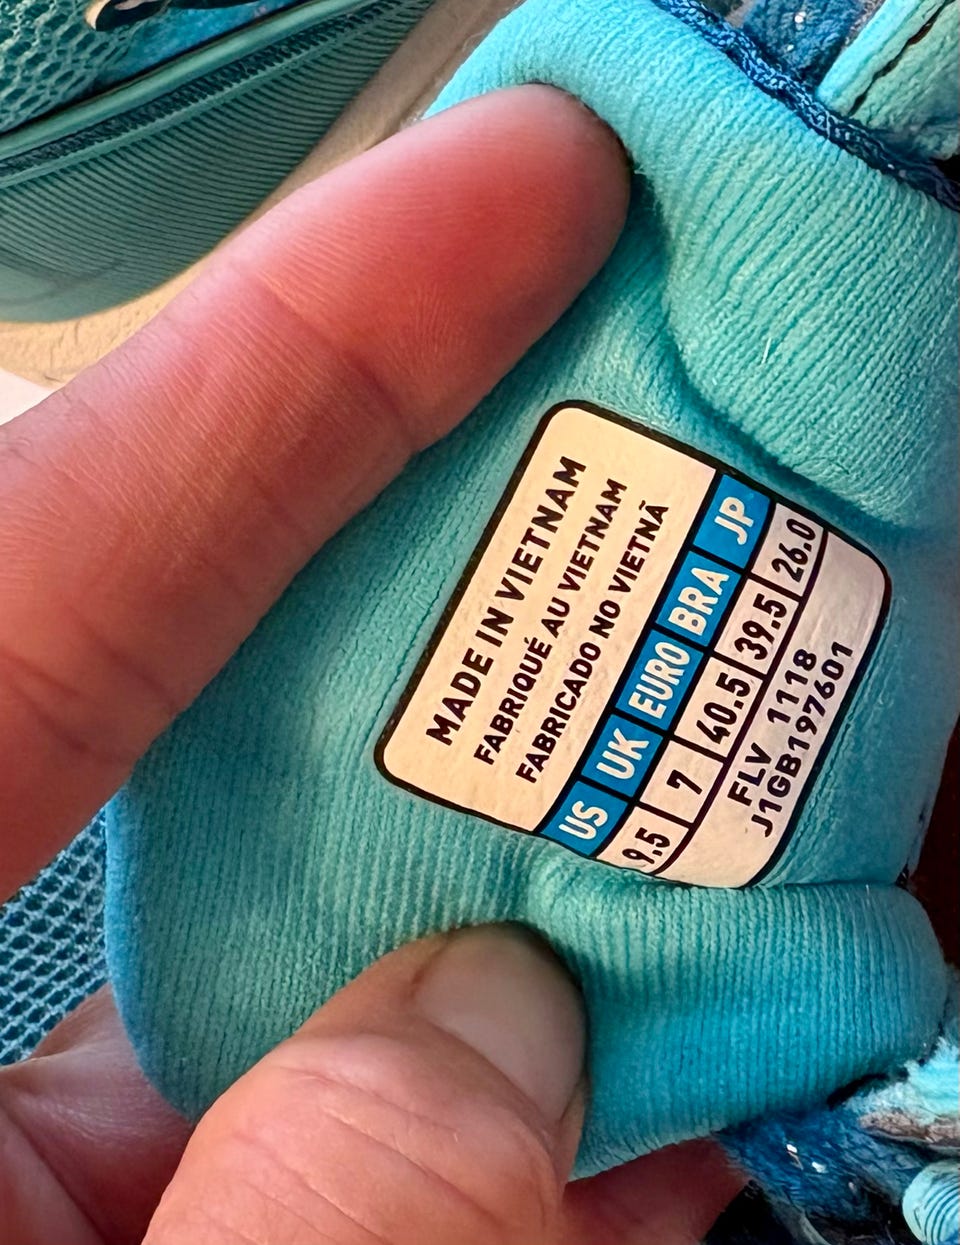 MADE IN VIETNAM
FABRIQUÉ AU VIETNAM
FABRICADO NO VIETNÃ
US UK EURO BRA JP
9.5 7 40.5 39.5 26.0
FLV 1118
J1GB197601